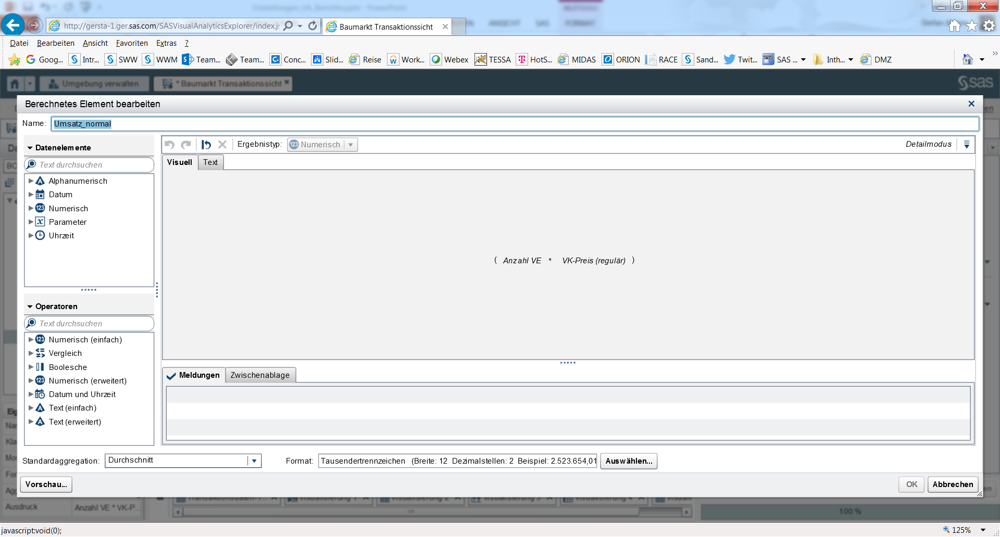 http://gersta-1.ger.sas.com/SASVisualAnalyticsExplorer/index.j
Baumarkt Transaktionssicht
Datei Bearbeiten Ansicht Favoriten Extras ?
Goog... Intr... SWW WWM Team... Team... Conc... Slid... Reise Work... Webex TESSA HotS... MIDAS ORION RACE Sand... Twit... SAS ... Inth... DMZ
Umgebung verwalten * Baumarkt Transaktionssicht sas
Berechnetes Element bearbeiten
Name: Umsatz_normal
Datenelemente
Ergebnistyp: 123 Numerisch Detailmodus
Text durchsuchen
Visuell Text
Alphanumerisch
Datum
123 Numerisch
Parameter
Uhrzeit
( Anzahl VE * VK-Preis (regulär) )
Operatoren
Text durchsuchen
123 Numerisch (einfach)
Vergleich
Boolesche
123 Numerisch (erweitert)
Datum und Uhrzeit
Text (einfach)
Text (erweitert)
Meldungen Zwischenablage
Standardaggregation: Durchschnitt Format: Tausendertrennzeichen (Breite: 12 Dezimalstellen: 2 Beispiel: 2.523.654,01 Auswählen...
Vorschau... OK Abbrechen
Ausdruck Anzahl VE * VK-P...
100 %
javascript:void(0);
125%